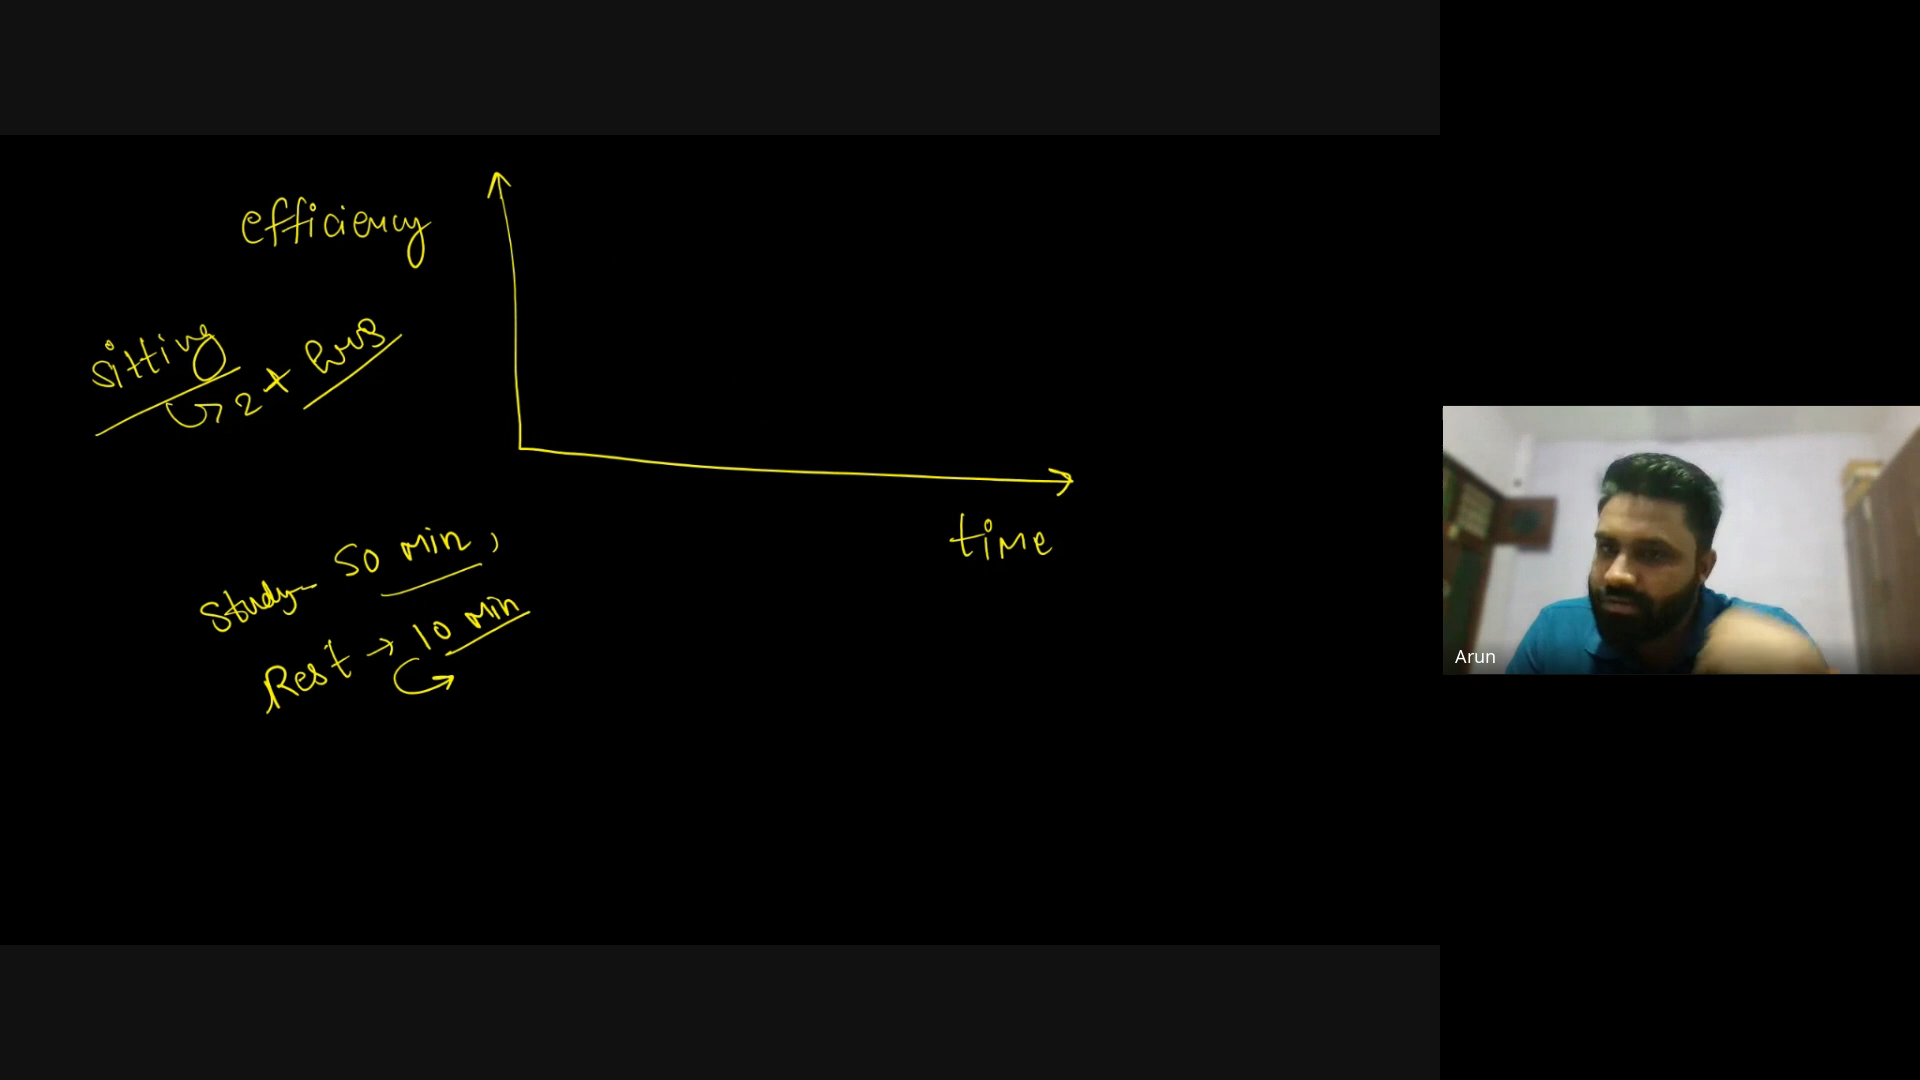 efficiency
sitting
2+ hrs
time
Study - 50 min,
Rest → 10 min
Arun